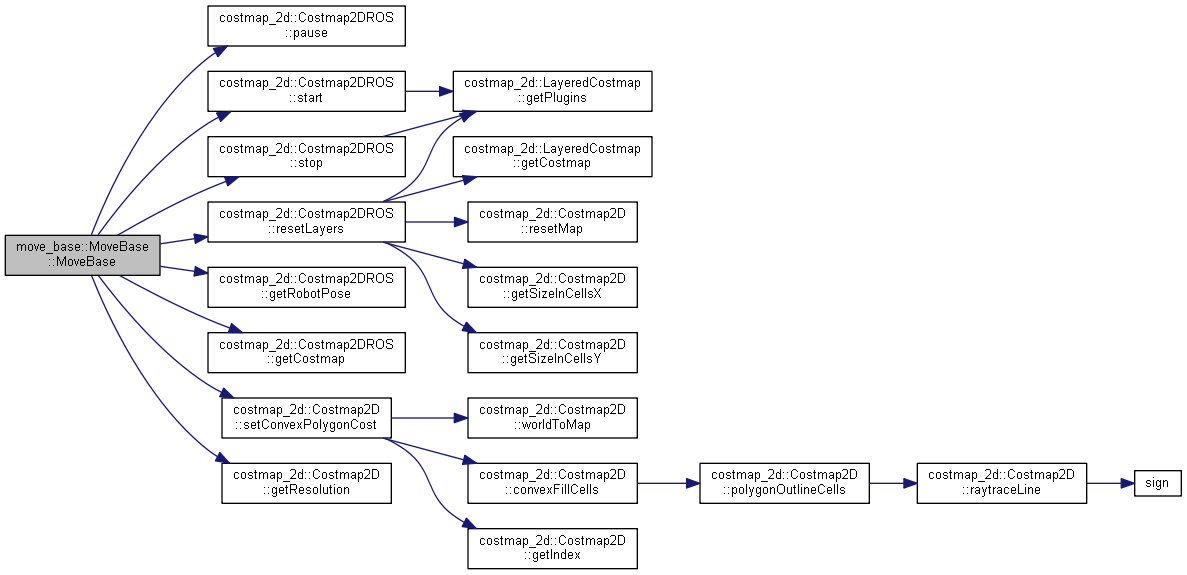 costmap_2d::Costmap2DROS
::pause
costmap_2d::Costmap2DROS
::start
costmap_2d::LayeredCostmap
::getPlugins
costmap_2d::Costmap2DROS
::stop
costmap_2d::LayeredCostmap
::getCostmap
costmap_2d::Costmap2DROS
::resetLayers
costmap_2d::Costmap2D
::resetMap
move_base::MoveBase
::MoveBase
costmap_2d::Costmap2DROS
::getRobotPose
costmap_2d::Costmap2D
::getSizeInCellsX
costmap_2d::Costmap2DROS
::getCostmap
costmap_2d::Costmap2D
::getSizeInCellsY
costmap_2d::Costmap2D
::setConvexPolygonCost
costmap_2d::Costmap2D
::worldToMap
costmap_2d::Costmap2D
::getResolution
costmap_2d::Costmap2D
::convexFillCells
costmap_2d::Costmap2D
::polygonOutlineCells
costmap_2d::Costmap2D
::raytraceLine
sign
costmap_2d::Costmap2D
::getIndex